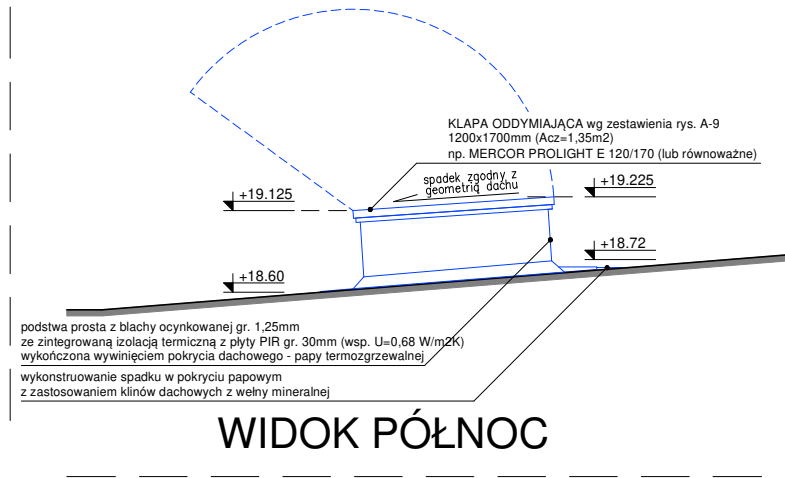 KLAPA ODDYMIAJĄCA wg zestawienia rys. A-9
1200x1700mm (Acz=1,35m2)
np. MERCOR PROLIGHT E 120/170 (lub równoważne)
spadek zgodny z
geometrią dachu
+19.125
+19.225
+18.72
+18.60
podstwa prosta z blachy ocynkowanej gr. 1,25mm
ze zintegrowaną izolacją termiczną z płyty PIR gr. 30mm (wsp. U=0,68 W/m2K)
wykończona wywinięciem pokrycia dachowego - papy termozgrzewalnej
wykonstruowanie spadku w pokryciu papowym
z zastosowaniem klinów dachowych z wełny mineralnej
WIDOK PÓŁNOC